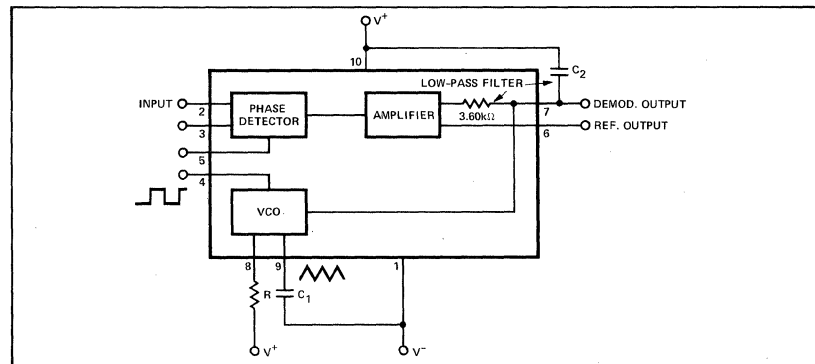 V+
10
C2
LOW-PASS FILTER
INPUT
2
PHASE DETECTOR
AMPLIFIER
3.60kΩ
7
DEMOD. OUTPUT
3
6
REF. OUTPUT
5
4
VCO
8
9
1
R
C1
V+
V-